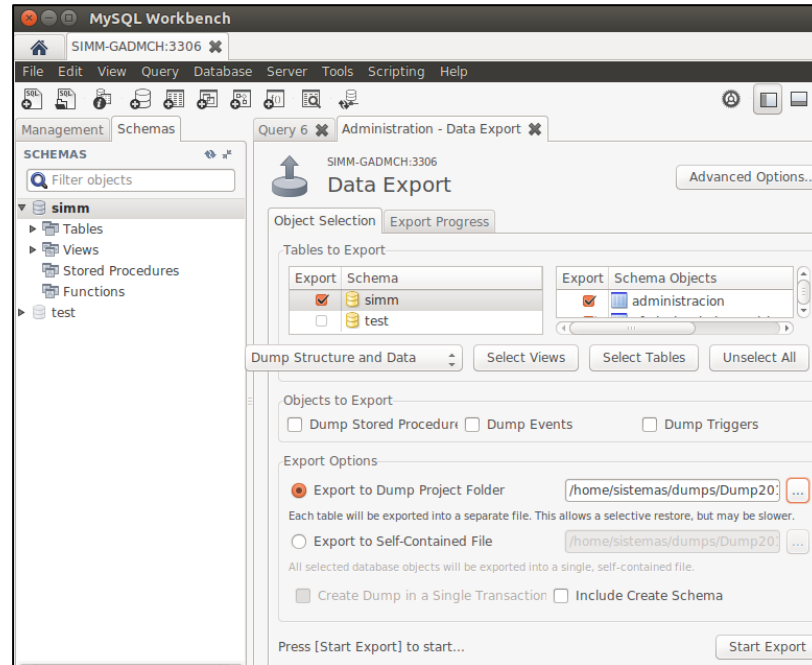 MySQL Workbench
SIMM-GADMCH:3306
File Edit View Query Database Server Tools Scripting Help
Management Schemas
Query 6 Administration - Data Export
SCHEMAS
Filter objects
simm
Tables
Views
Stored Procedures
Functions
test
SIMM-GADMCH:3306
Data Export
Advanced Options..
Object Selection Export Progress
Tables to Export
Export Schema
simm
test
Export Schema Objects
administracion
Dump Structure and Data Select Views Select Tables Unselect All
Objects to Export
Dump Stored Procedure Dump Events Dump Triggers
Export Options
Export to Dump Project Folder /home/sistemas/dumps/Dump20 ...
Each table will be exported into a separate file. This allows a selective restore, but may be slower.
Export to Self-Contained File /home/sistemas/dumps/Dump20 ...
All selected database objects will be exported into a single, self-contained file.
Create Dump in a Single Transaction Include Create Schema
Press [Start Export] to start... Start Export